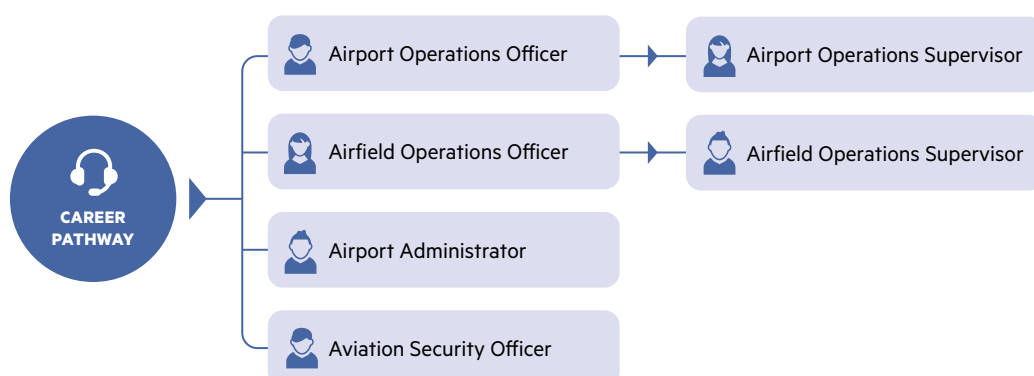 CAREER
PATHWAY
Airport Operations Officer
Airport Operations Supervisor
Airfield Operations Officer
Airfield Operations Supervisor
Airport Administrator
Aviation Security Officer